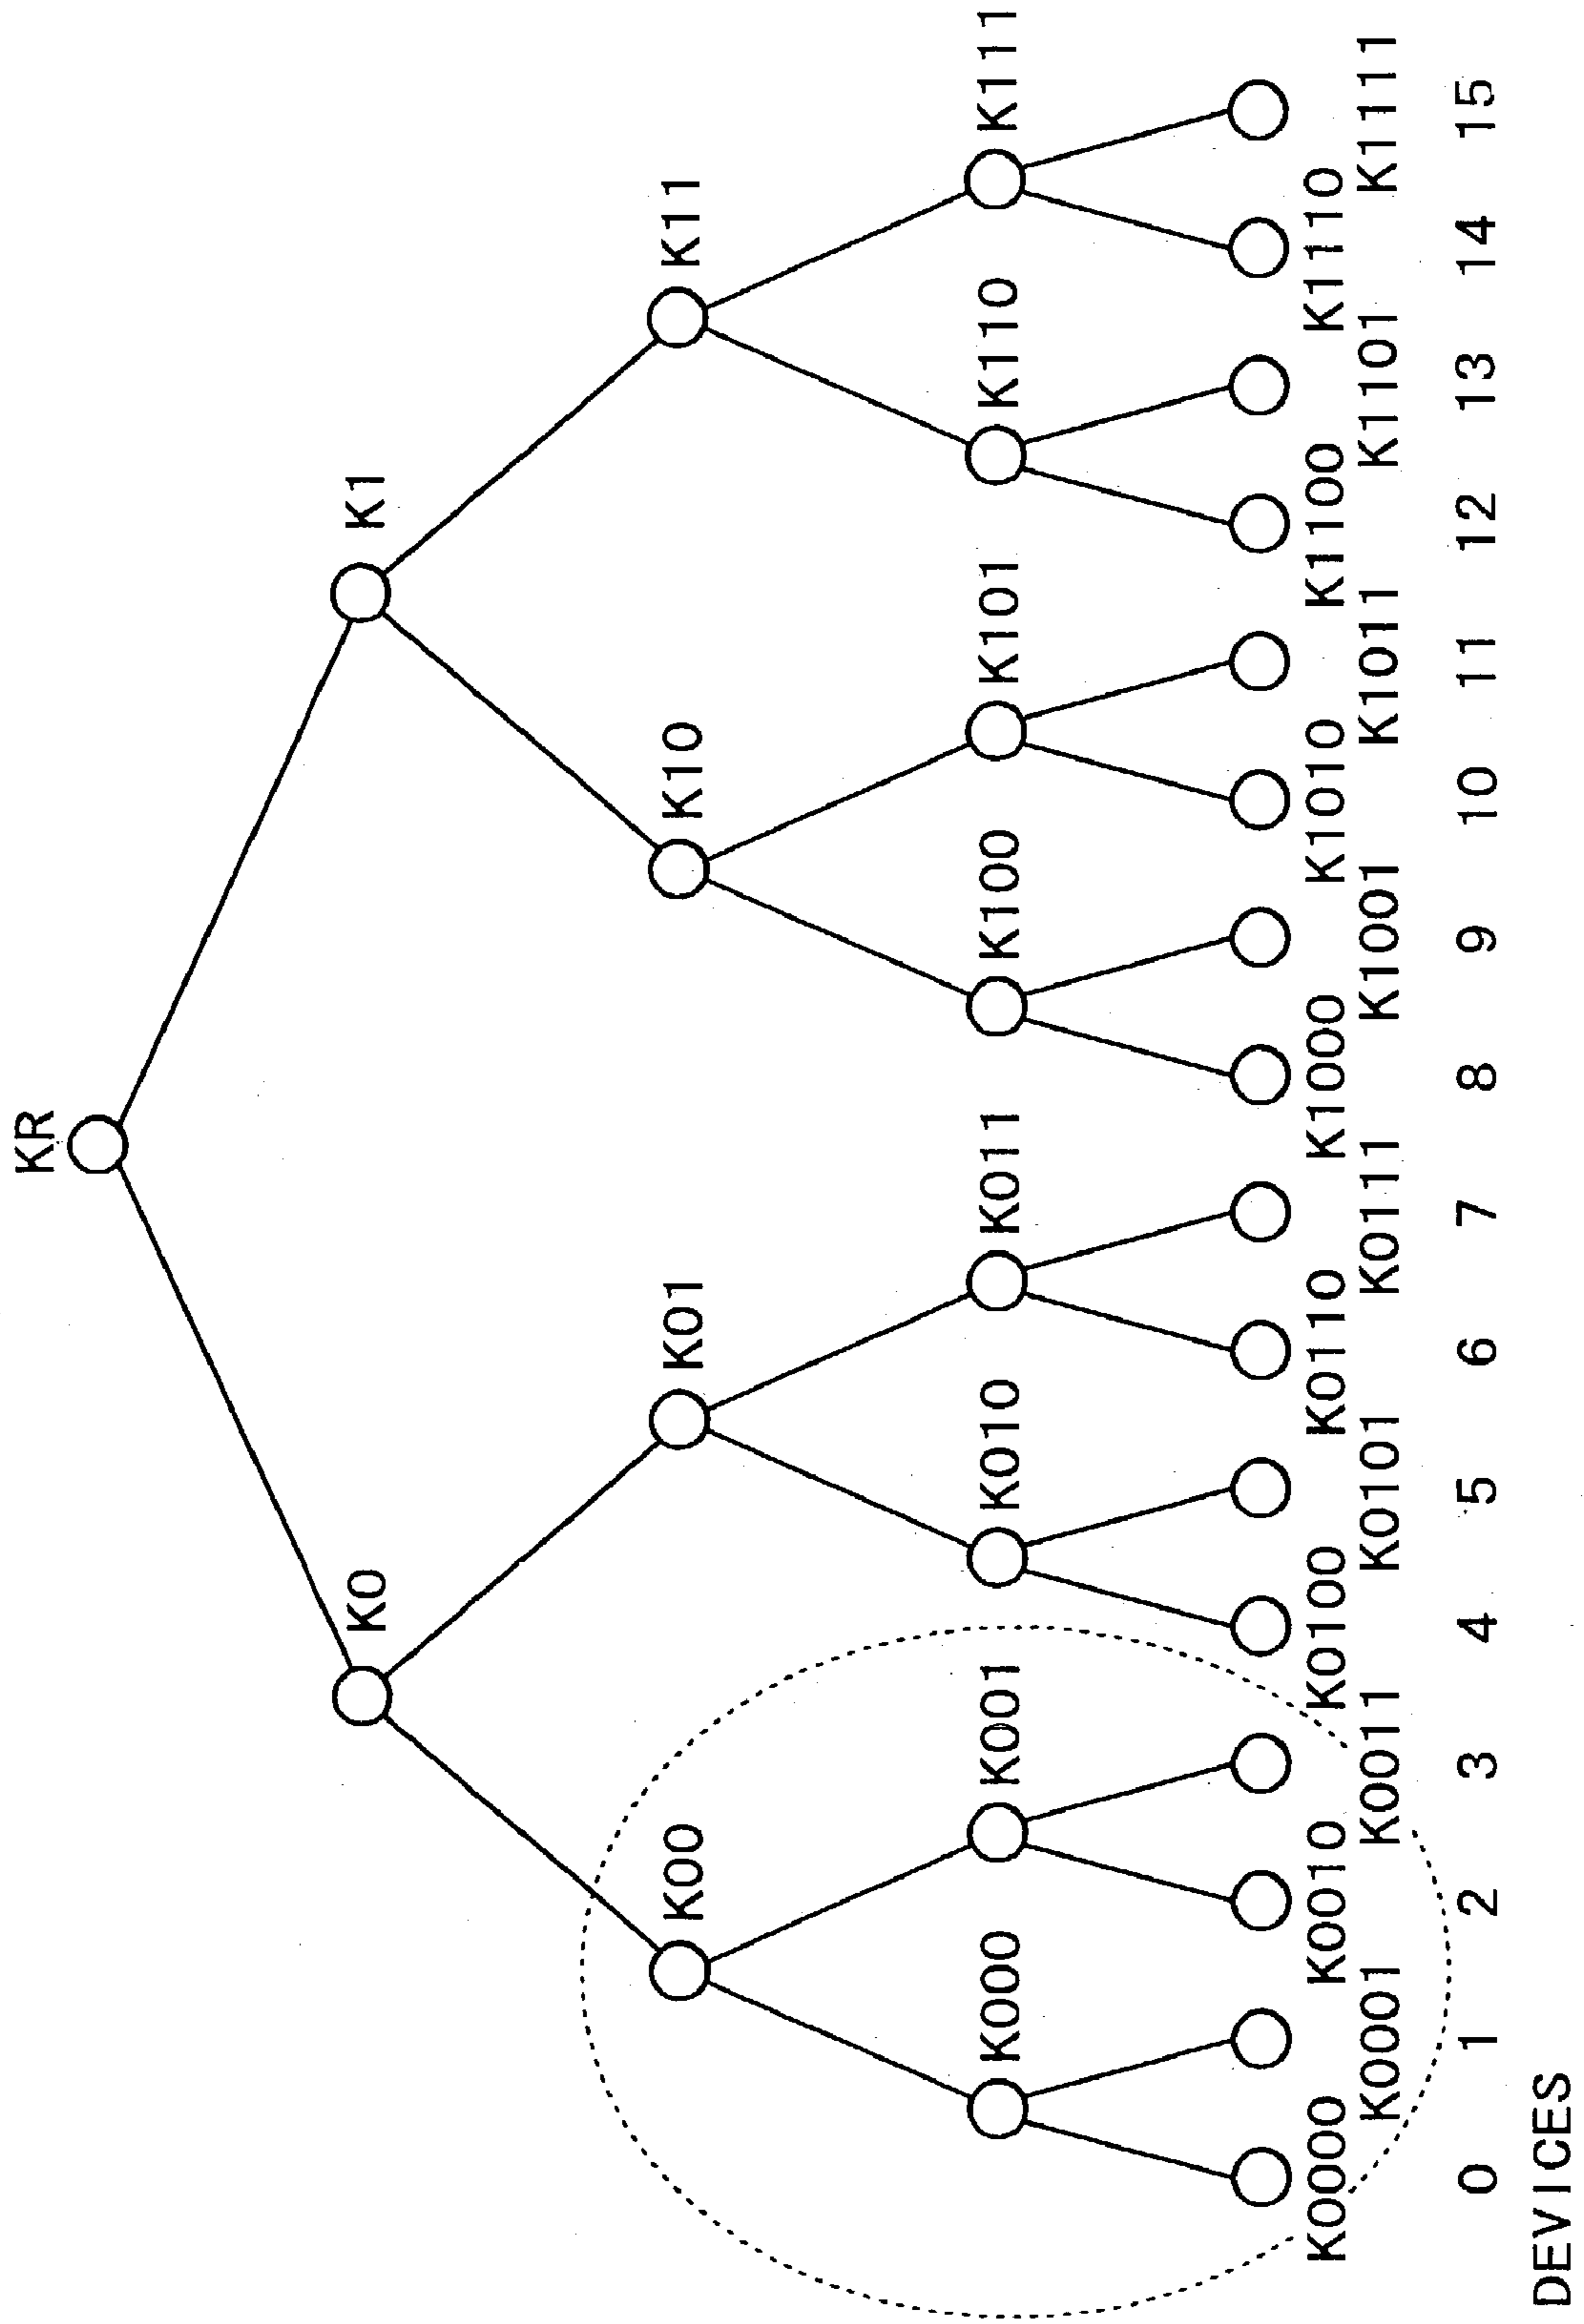 KR
K0
K1
K00
K01
K10
K11
K000
K001
K010
K011
K100
K101
K110
K111
K0000
K0010
K0100
K0110
K1000
K1010
K1100
K1110
K0001
K0011
K0101
K0111
K1001
K1011
K1101
K1111
0 1 2 3 4 5 6 7 8 9 10 11 12 13 14 15
DEVICES